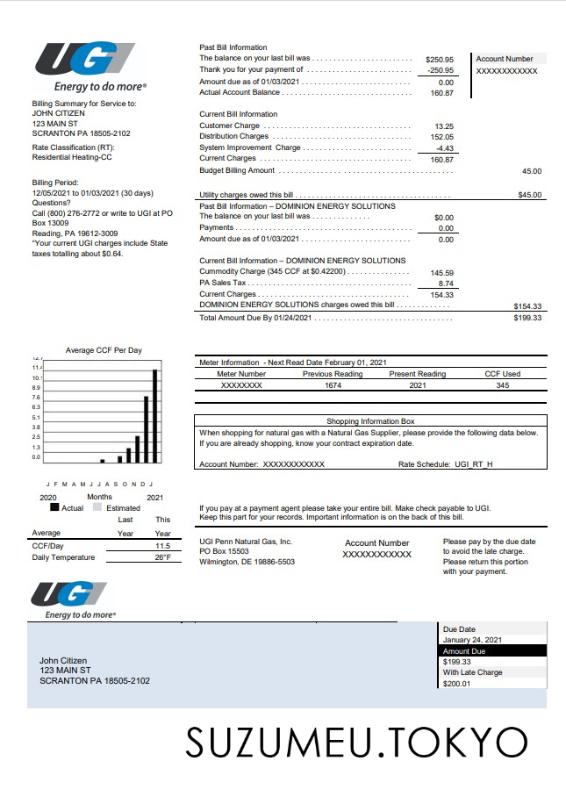 UGI
Energy to do more®
Billing Summary for Service to:
JOHN CITIZEN
123 MAIN ST
SCRANTON PA 18505-2102
Rate Classification (RT):
Residential Heating-CC
Billing Period:
12/05/2021 to 01/03/2021 (30 days)
Questions?
Call (800) 276-2772 or write to UGI at PO
Box 13009
Reading, PA 19612-3009
*Your current UGI charges include State
taxes totalling about $0.64.
Past Bill Information
The balance on your last bill was $250.95
Thank you for your payment of -250.95
Amount due as of 01/03/2021 0.00
Actual Account Balance 160.87
Account Number
XXXXXXXXXXXX
Current Bill Information
Customer Charge 13.25
Distribution Charges 152.05
System Improvement Charge -4.43
Current Charges 160.87
Budget Billing Amount 45.00
Utility charges owed this bill $45.00
Past Bill Information – DOMINION ENERGY SOLUTIONS
The balance on your last bill was $0.00
Payments 0.00
Amount due as of 01/03/2021 0.00
Current Bill Information – DOMINION ENERGY SOLUTIONS
Cummodity Charge (345 CCF at $0.42200) 145.59
PA Sales Tax 8.74
Current Charges 154.33
DOMINION ENERGY SOLUTIONS charges owed this bill $154.33
Total Amount Due By 01/24/2021 $199.33
Average CCF Per Day
11.4
10.1
8.9
7.6
6.3
5.1
3.8
2.5
1.3
0.0
J F M A M J J A S O N D J
2020 Months 2021
Actual Estimated
Last This
Average Year Year
CCF/Day 11.5
Daily Temperature 26°F
Meter Information - Next Read Date February 01, 2021
Meter Number Previous Reading Present Reading CCF Used
XXXXXXXX 1674 2021 345
Shopping Information Box
When shopping for natural gas with a Natural Gas Supplier, please provide the following data below.
If you are already shopping, know your contract expiration date.
Account Number: XXXXXXXXXXXX Rate Schedule: UGI_RT_H
If you pay at a payment agent please take your entire bill. Make check payable to UGI.
Keep this part for your records. Important information is on the back of this bill.
UGI Penn Natural Gas, Inc.
PO Box 15503
Wilmington, DE 19886-5503
Account Number
XXXXXXXXXXXX
Please pay by the due date
to avoid the late charge.
Please return this portion
with your payment.
UGI
Energy to do more®
John Citizen
123 MAIN ST
SCRANTON PA 18505-2102
Due Date
January 24, 2021
Amount Due
$199.33
With Late Charge
$200.01
SUZUMEU.TOKYO